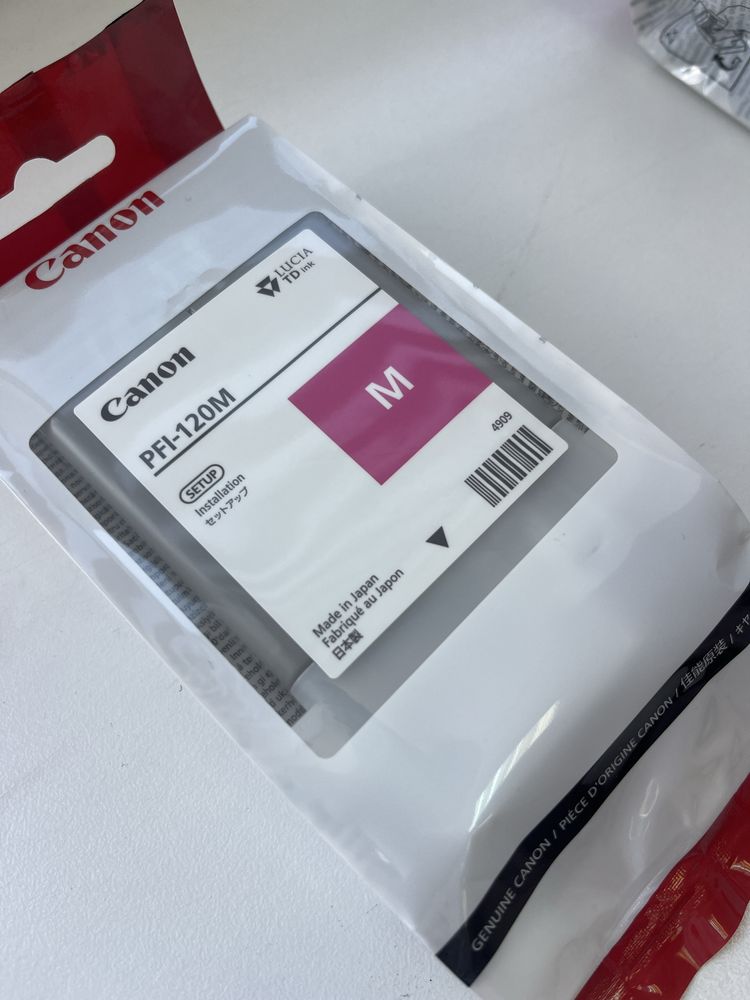 Canon
LUCIA
TD ink
Canon
PFI-120M
M
SETUP
Installation
セットアップ
4909
Made in Japan
Fabriqué au Japon
日本製
GENUINE CANON / PIÈCE D'ORIGINE CANON / 佳能原装 / キヤ